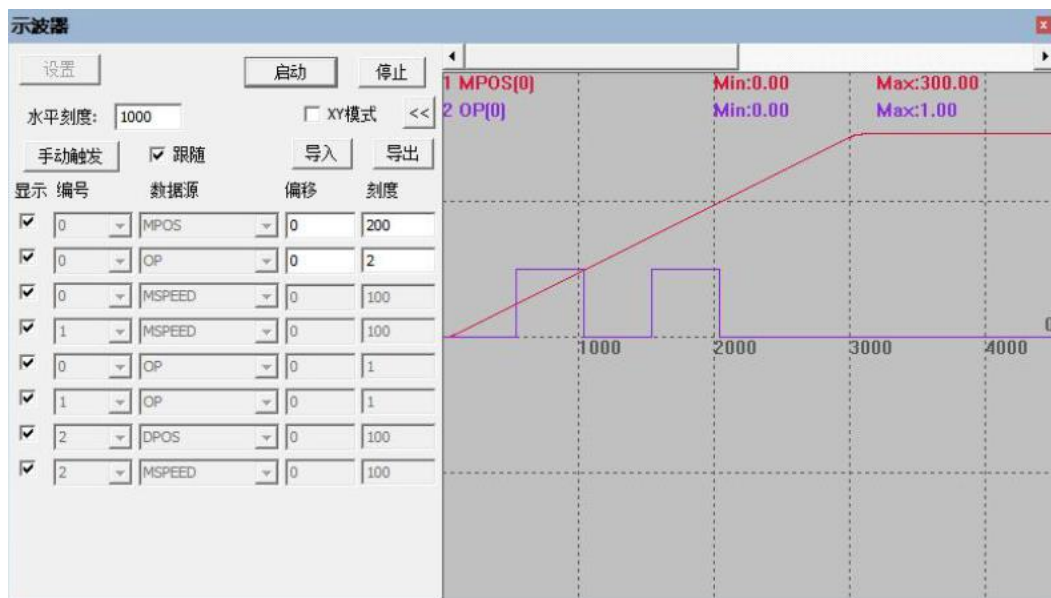 示波器
设置 启动 停止
水平刻度: 1000 XY模式 <<
手动触发 跟随 导入 导出
显示 编号 数据源 偏移 刻度
0 MPOS 0 200
0 OP 0 2
0 MSPEED 0 100
1 MSPEED 0 100
0 OP 0 1
1 OP 0 1
2 DPOS 0 100
2 MSPEED 0 100
1 MPOS(0) Min:0.00 Max:300.00
2 OP(0) Min:0.00 Max:1.00
1000 2000 3000 4000